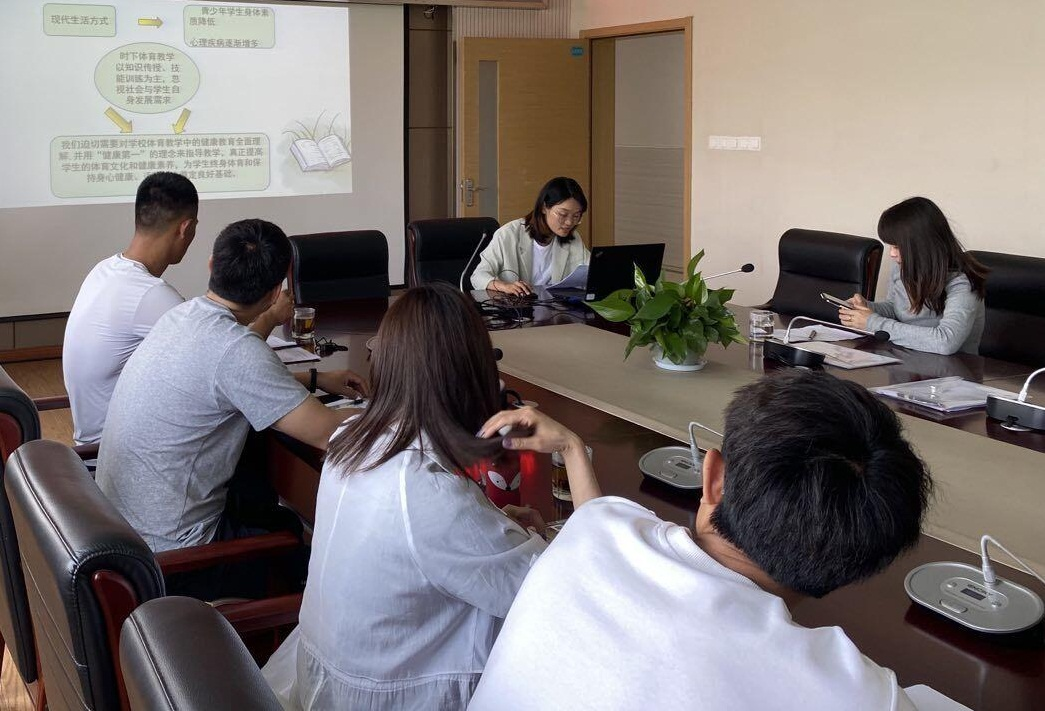 现代生活方式
青少年学生身体素
质降低
心理疾病逐渐增多
时下体育教学
以知识传授、技
能训练为主，忽
视社会与学生自
身发展需求
我们迫切需要对学校体育教学中的健康教育全面理
解，并用“健康第一”的理念来指导教学，真正提高
学生的体育文化和健康素养，为学生终身体育和保
持身心健康、奠定良好基础。